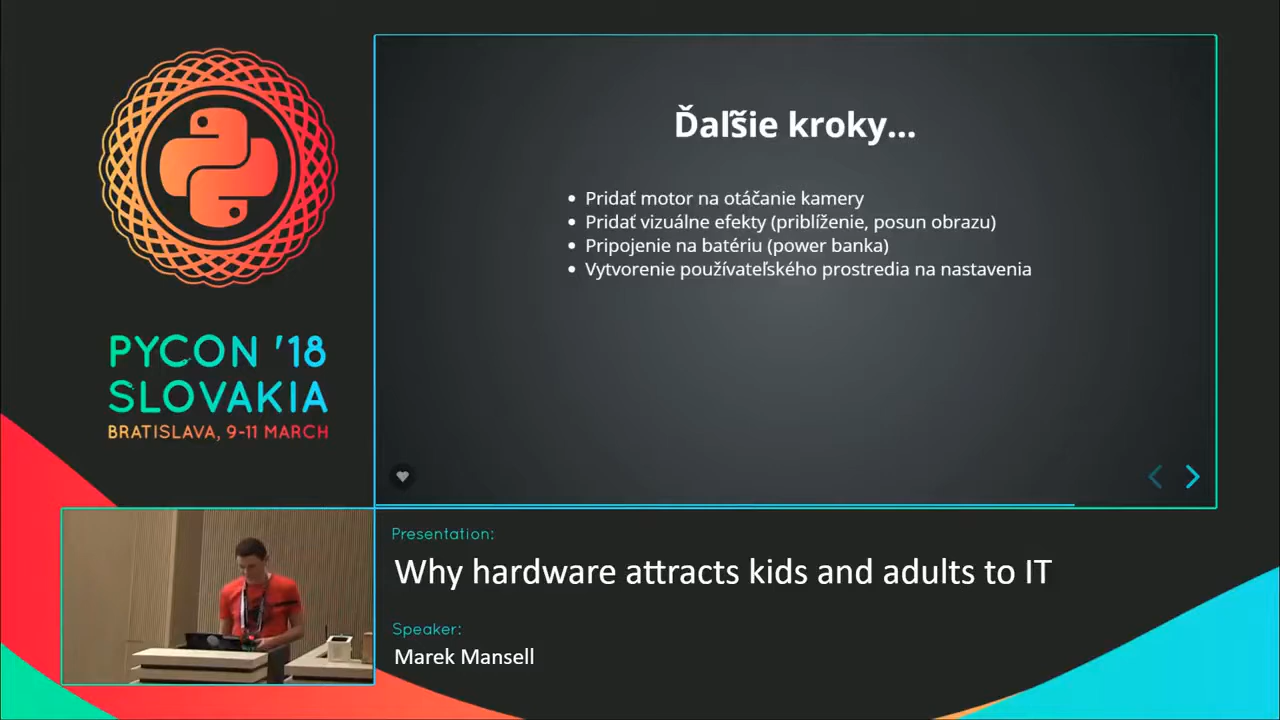 PYCON '18
SLOVAKIA
BRATISLAVA, 9-11 MARCH
Ďaľšie kroky...
• Pridať motor na otáčanie kamery
• Pridať vizuálne efekty (priblíženie, posun obrazu)
• Pripojenie na batériu (power banka)
• Vytvorenie používateľského prostredia na nastavenia
Presentation:
Why hardware attracts kids and adults to IT
Speaker:
Marek Mansell